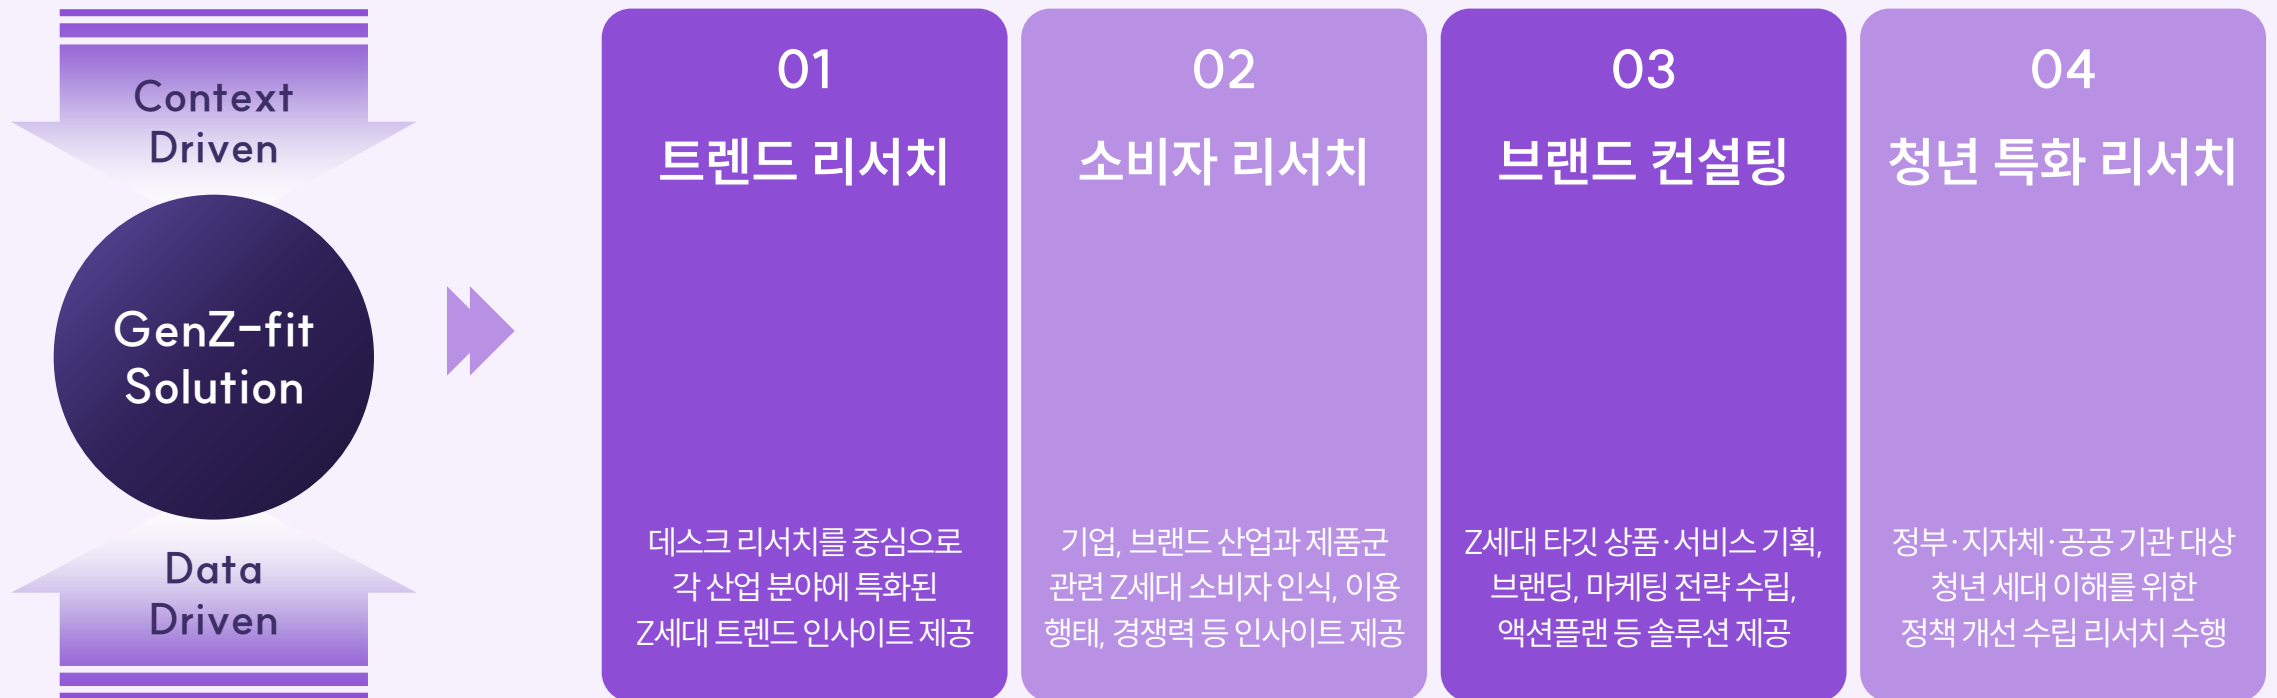 Context
Driven
GenZ-fit
Solution
Data
Driven
01
트렌드 리서치
데스크 리서치를 중심으로
각 산업 분야에 특화된
Z세대 트렌드 인사이트 제공
02
소비자 리서치
기업, 브랜드 산업과 제품군
관련 Z세대 소비자 인식, 이용
행태, 경쟁력 등 인사이트 제공
03
브랜드 컨설팅
Z세대 타깃 상품·서비스 기획,
브랜딩, 마케팅 전략 수립,
액션플랜 등 솔루션 제공
04
청년 특화 리서치
정부·지자체·공공 기관 대상
청년 세대 이해를 위한
정책 개선 수립 리서치 수행